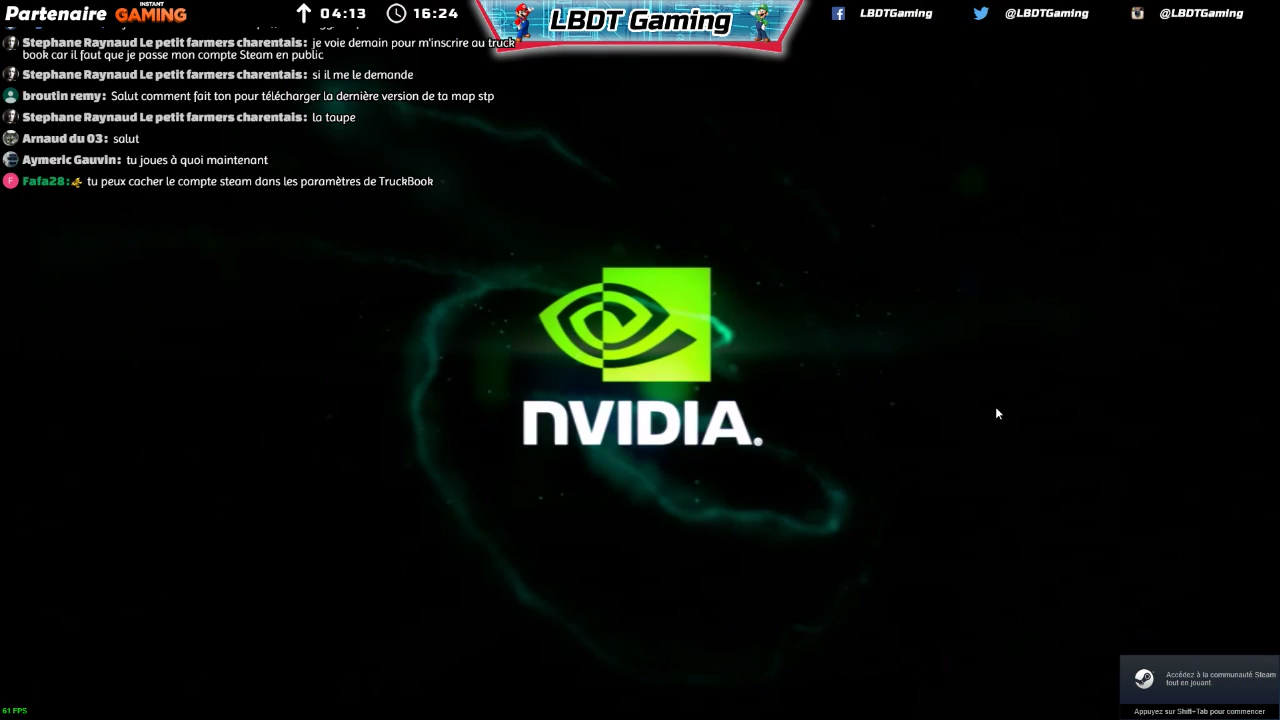 Partenaire INSTANT GAMING 04:13 16:24 LBDT Gaming LBDTGaming @LBDTGaming @LBDTGaming
Stephane Raynaud Le petit farmers charentais: je voie demain pour m'inscrire au truck
book car il faut que je passe mon compte Steam en public
Stephane Raynaud Le petit farmers charentais: si il me le demande
broutin remy: Salut comment fait ton pour télécharger la dernière version de ta map stp
Stephane Raynaud Le petit farmers charentais: la taupe
Arnaud du 03: salut
Aymeric Gauvin: tu joues à quoi maintenant
F Fafa28: tu peux cacher le compte steam dans les paramètres de TruckBook
NVIDIA.
Accédez à la communauté Steam
tout en jouant.
Appuyez sur Shift+Tab pour commencer
61 FPS